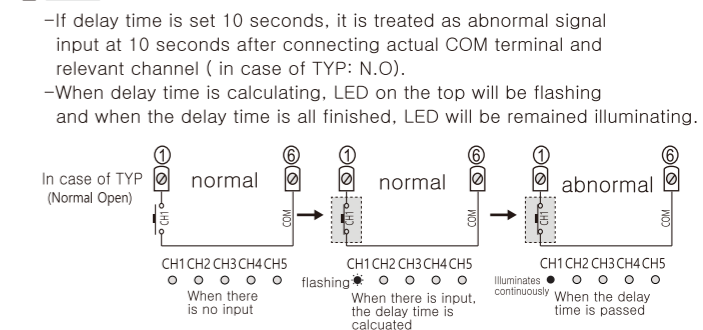 -If delay time is set 10 seconds, it is treated as abnormal signal
input at 10 seconds after connecting actual COM terminal and
relevant channel ( in case of TYP: N.O).
-When delay time is calculating, LED on the top will be flashing
and when the delay time is all finished, LED will be remained illuminating.
① ⑥ ① ⑥ ① ⑥
In case of TYP normal normal abnormal
(Normal Open)
CH1 COM CH1 COM CH1 COM
CH1 CH2 CH3 CH4 CH5 CH1 CH2 CH3 CH4 CH5 CH1 CH2 CH3 CH4 CH5
flashing
Illuminates
continuously
When there
is no input
When there is input,
the delay time is
calcuated
When the delay
time is passed